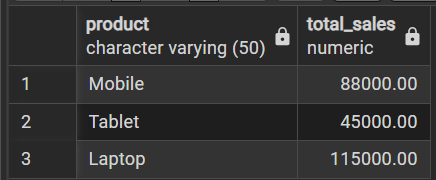 product total_sales
character varying (50) numeric
1 Mobile 88000.00
2 Tablet 45000.00
3 Laptop 115000.00